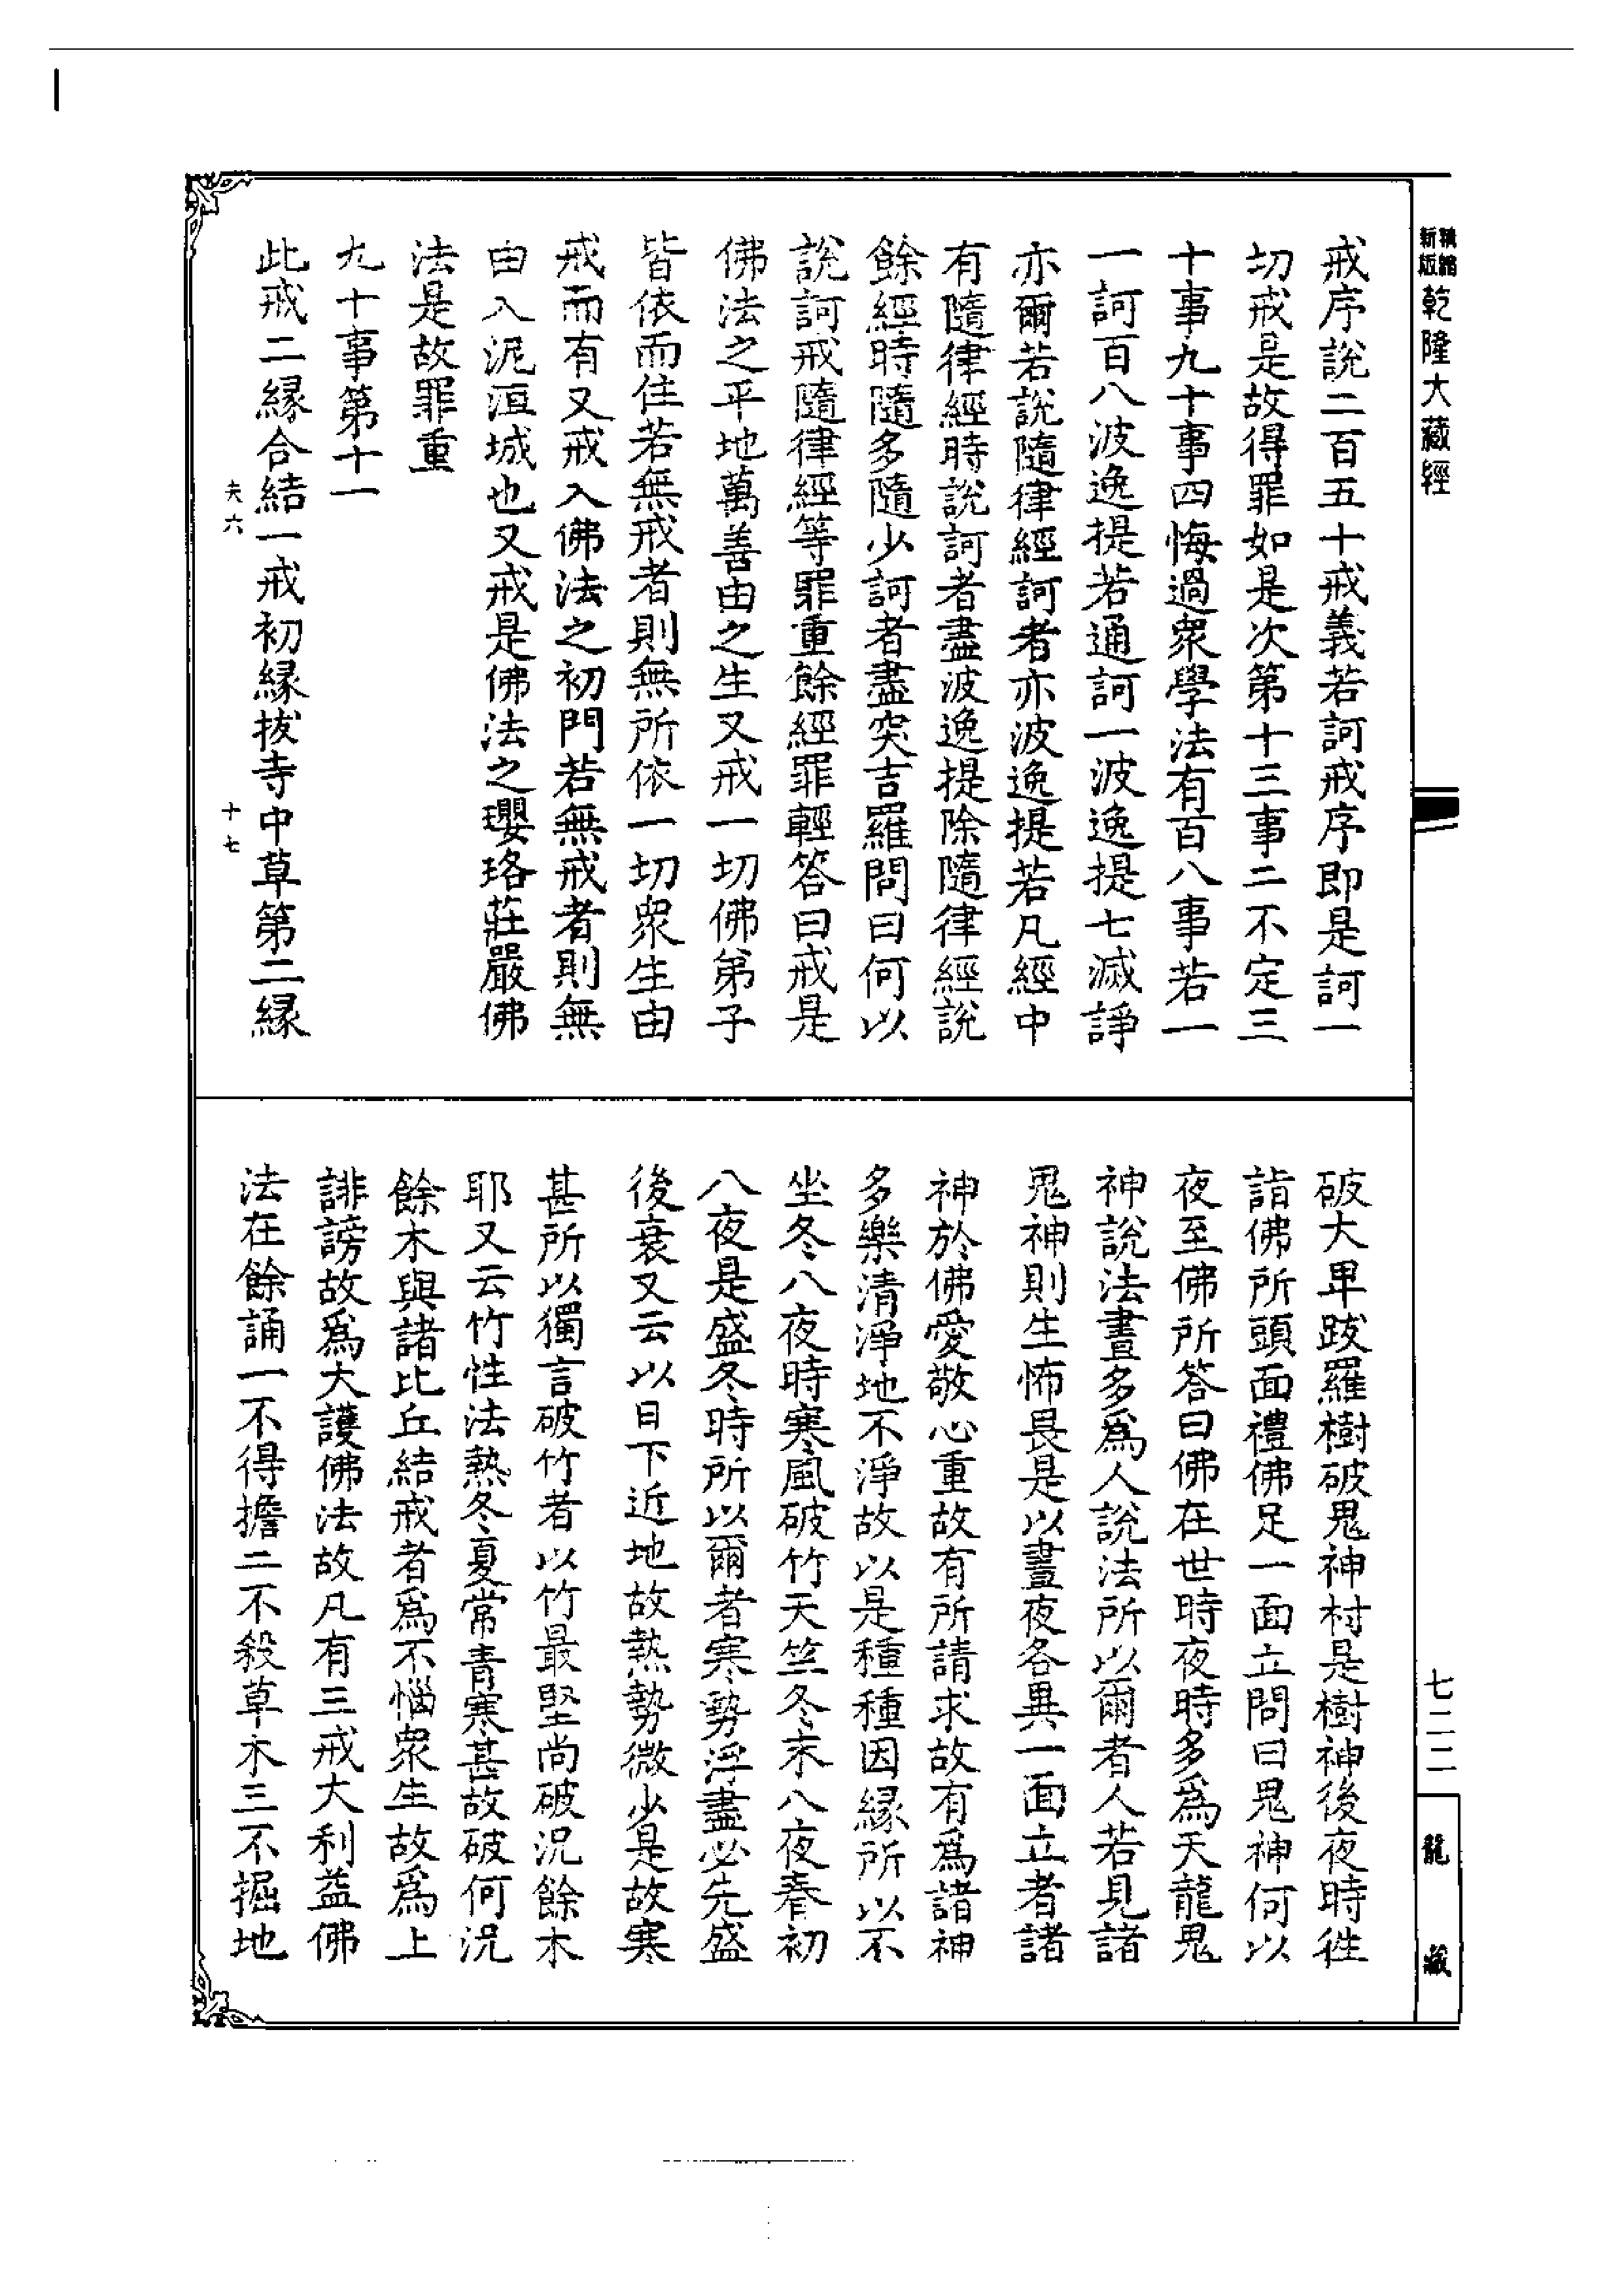 新版精縮乾隆大藏經
戒序說二百五十戒義若訶戒序即是訶一
切戒是故得罪如是次第十三事二不定三
十事九十事四悔過衆學法有百八事若一
一訶百八波逸提若通訶一波逸提七滅諍
亦爾若說隨律經訶者亦波逸提若凡經中
有隨律經時說訶者盡波逸提除隨律經說
餘經時隨多隨少訶者盡突吉羅問曰何以
說訶戒隨律經等罪重餘經罪輕答曰戒是
佛法之平地萬善由之生又戒一切佛弟子
皆依而住若無戒者則無所依一切衆生由
戒而有又戒入佛法之初門若無戒者則無
由入泥洹城也又戒是佛法之瓔珞莊嚴佛
法是故罪重
九十事第十一
此戒二緣合結一戒初緣拔寺中草第二緣
夫六 十七
破大卑跋羅樹破鬼神村是樹神後夜時往
詣佛所頭面禮佛足一面立問曰鬼神何以
夜至佛所答曰佛在世時夜時多爲天龍鬼
神說法晝多爲人說法所以爾者人若見諸
鬼神則生怖畏是以晝夜各異一面立者諸
神於佛愛敬心重故有所請求故有爲諸神
多樂清淨地不淨故以是種種因緣所以不
坐冬八夜時寒風破竹天竺冬末八夜春初
八夜是盛冬時所以爾者寒勢浮盡必先盛
後衰又云以日下近地故熱勢微少是故寒
甚所以獨言破竹者以竹最堅尚破況餘木
耶又云竹性法熱冬夏常青寒甚故破何況
餘木與諸比丘結戒者爲不惱衆生故爲上
誹謗故爲大護佛法故凡有三戒大利益佛
法在餘誦一不得擔二不殺草木三不掘地
七二二
龍藏